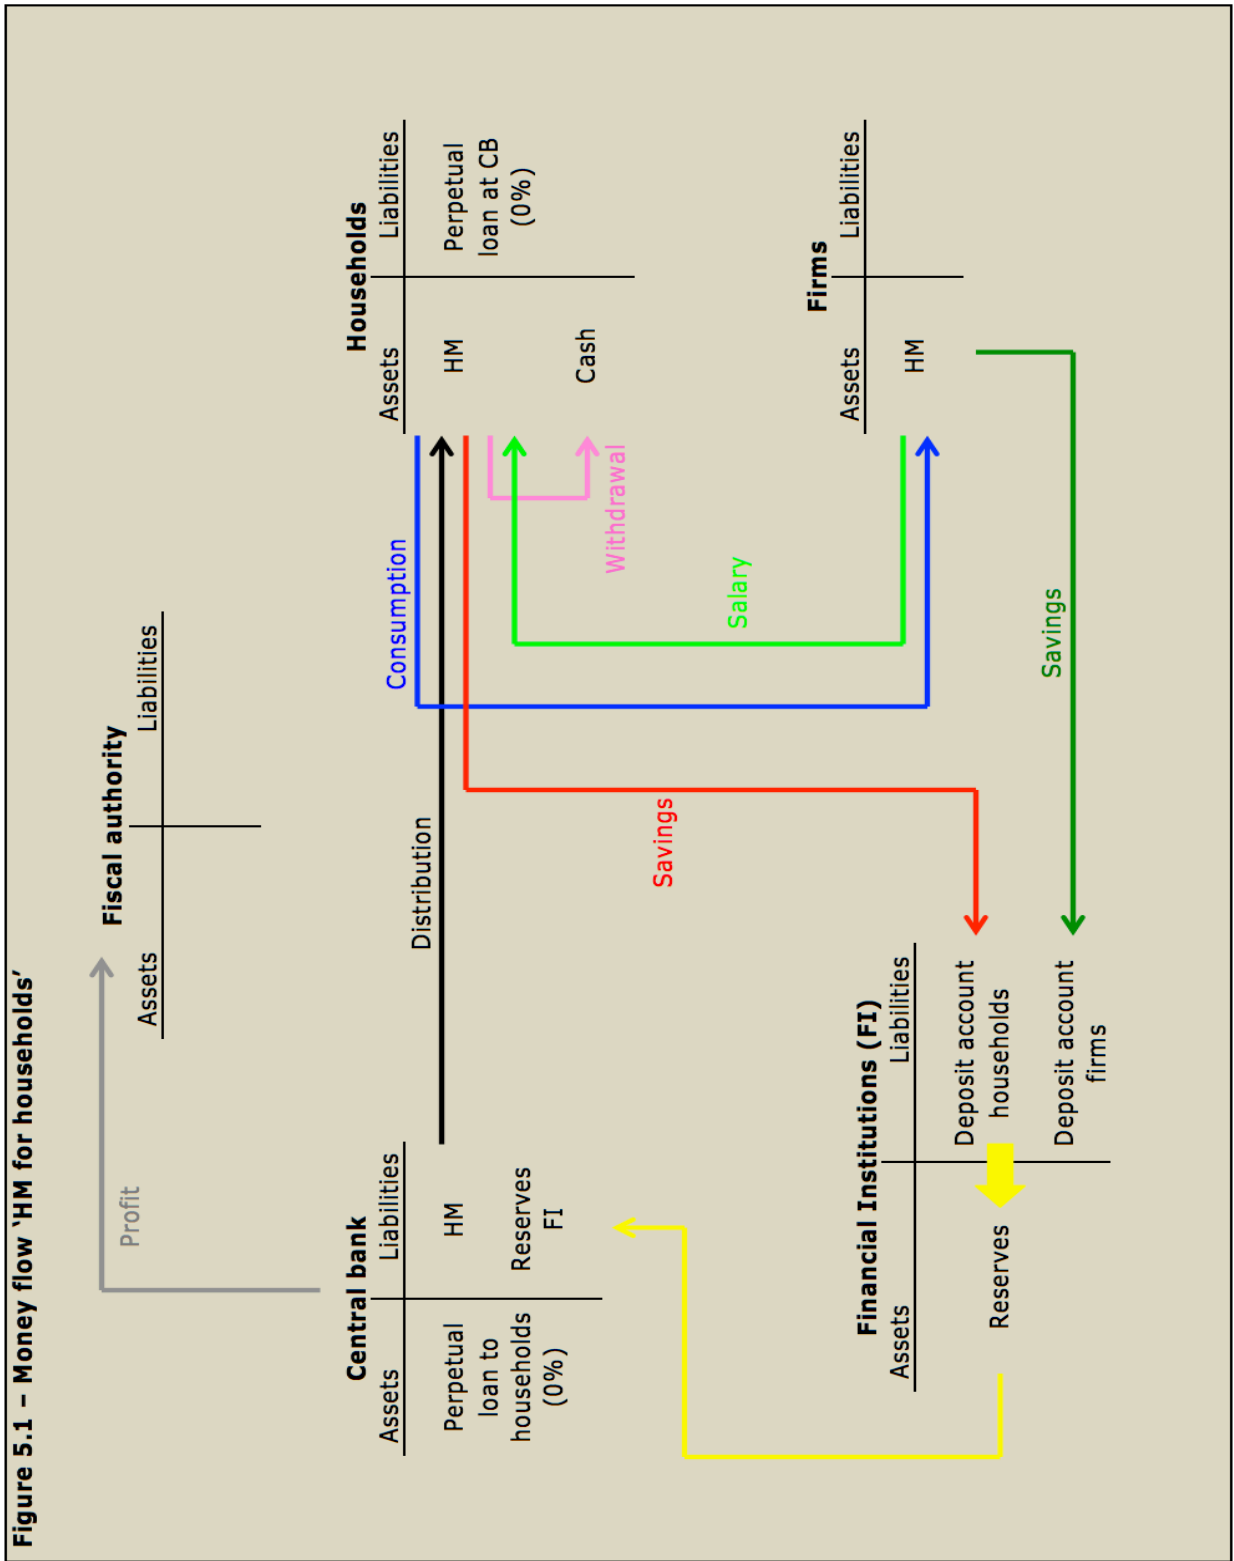 Figure 5.1 – Money flow ‘HM for households’
Profit
Fiscal authority
Assets
Liabilities
Central bank
Assets
Liabilities
Perpetual
loan to
households
(0%)
HM
Reserves
FI
Distribution
Consumption
Households
Assets
Liabilities
HM
Cash
Perpetual
loan at CB
(0%)
Withdrawal
Salary
Savings
Financial Institutions (FI)
Assets
Liabilities
Reserves
Deposit account
households
Deposit account
firms
Firms
Assets
Liabilities
HM
Savings